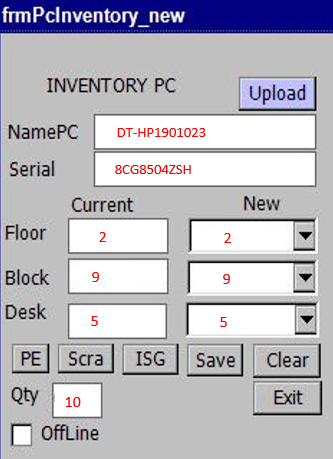 frmPcInventory_new
INVENTORY PC
Upload
NamePC DT-HP1901023
Serial 8CG8504ZSH
Current New
Floor 2 2
Block 9 9
Desk 5 5
PE Scra ISG Save Clear
Qty 10 Exit
OffLine